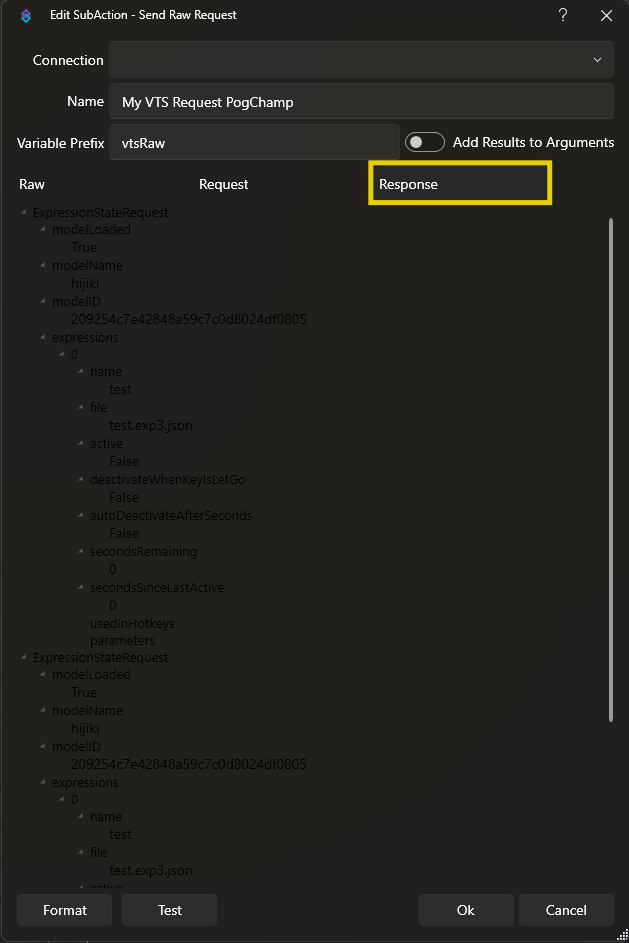 Edit SubAction - Send Raw Request
Connection
Name My VTS Request PogChamp
Variable Prefix vtsRaw Add Results to Arguments
Raw Request Response
ExpressionStateRequest
modelLoaded
True
modelName
hijiki
modelID
209254c7e42848a59c7c0d8024df0805
expressions
0
name
test
file
test.exp3.json
active
False
deactivateWhenKeyIsLetGo
False
autoDeactivateAfterSeconds
False
secondsRemaining
0
secondsSinceLastActive
0
usedInHotkeys
parameters
ExpressionStateRequest
modelLoaded
True
modelName
hijiki
modelID
209254c7e42848a59c7c0d8024df0805
expressions
0
name
test
file
test.exp3.json
active
Format Test Ok Cancel